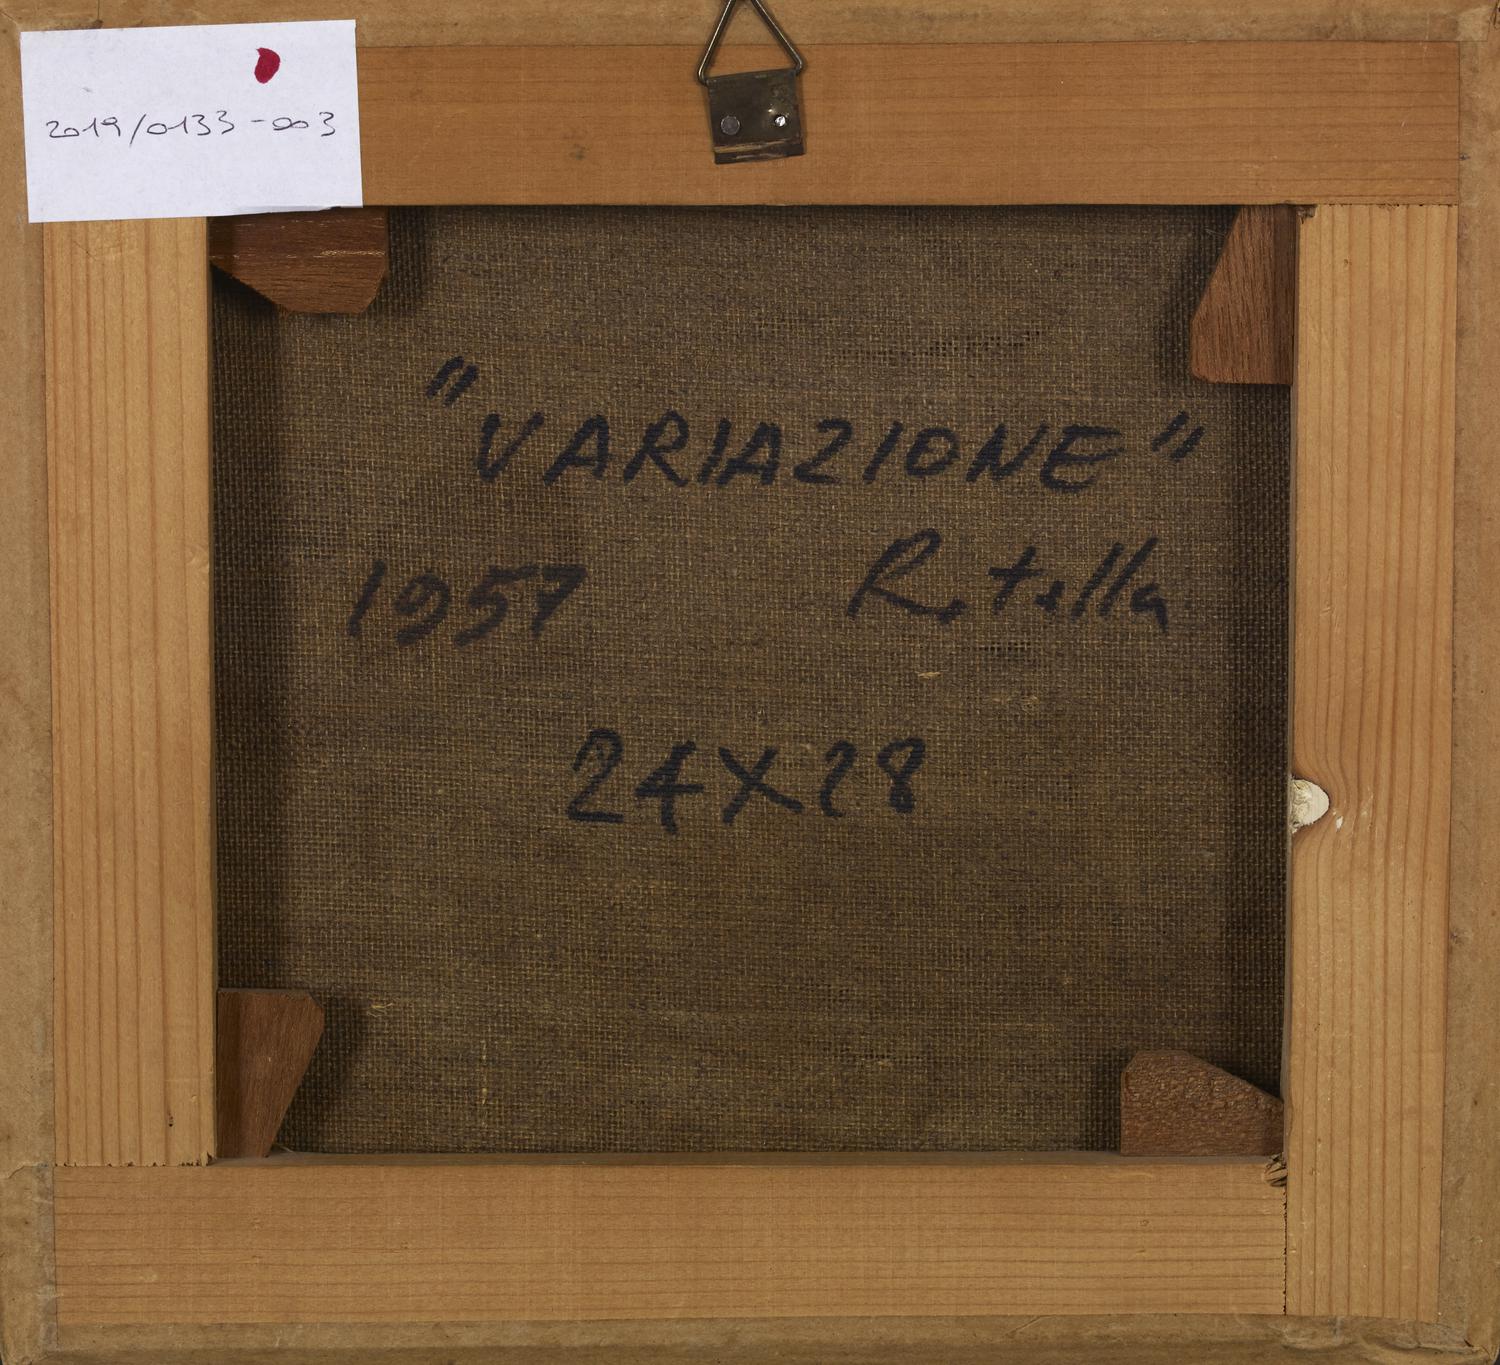 2019/0133-003
"VARIAZIONE"
1957 Rotella
24X28